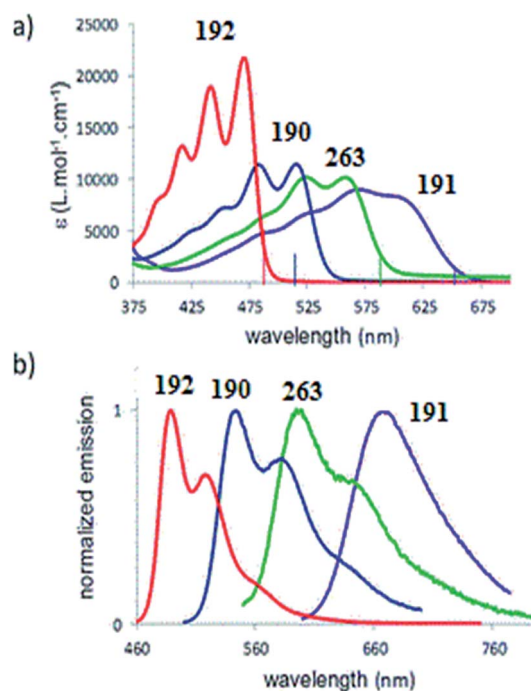 a)
192
190
263
191
ε (L.mol⁻¹.cm⁻¹)
25000
20000
15000
10000
5000
0
375 425 475 525 575 625 675
wavelength (nm)
b)
192
190
263
191
normalized emission
1
0
460 560 660 760
wavelength (nm)